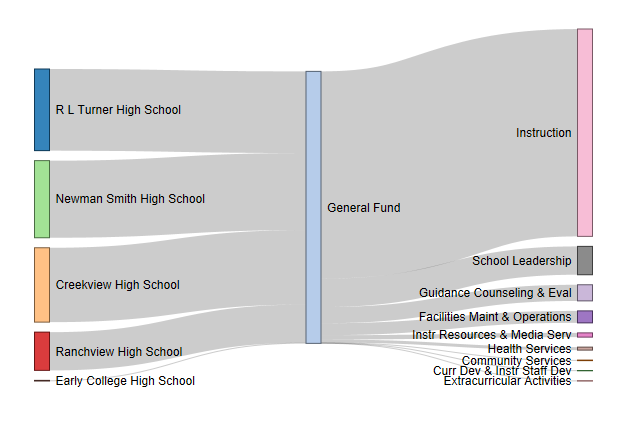 R L Turner High School
Newman Smith High School
Creekview High School
Ranchview High School
Early College High School
General Fund
Instruction
School Leadership
Guidance Counseling & Eval
Facilities Maint & Operations
Instr Resources & Media Serv
Health Services
Community Services
Curr Dev & Instr Staff Dev
Extracurricular Activities